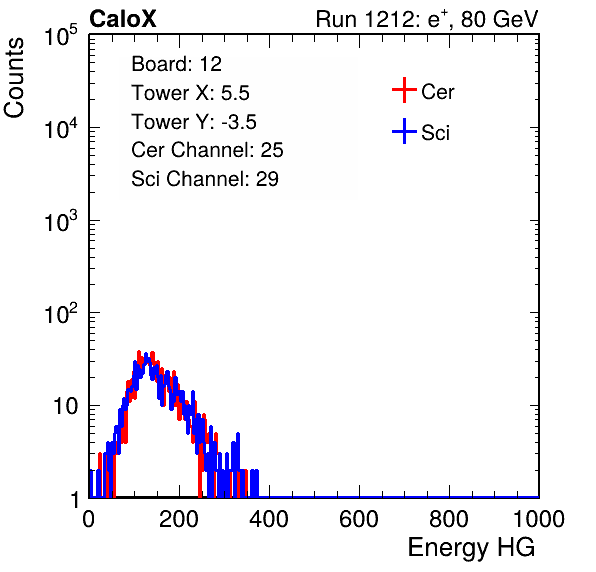 CaloX Run 1212: e⁺, 80 GeV
Counts
10⁵
10⁴
10³
10²
10
1
Board: 12
Tower X: 5.5
Tower Y: -3.5
Cer Channel: 25
Sci Channel: 29
Cer
Sci
0 200 400 600 800 1000
Energy HG